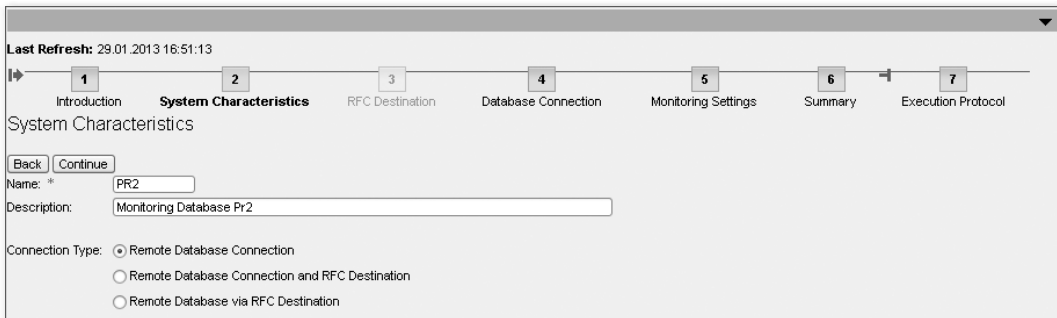 Last Refresh: 29.01.2013 16:51:13
1 2 3 4 5 6 7
Introduction System Characteristics RFC Destination Database Connection Monitoring Settings Summary Execution Protocol
System Characteristics
Back Continue
Name: * PR2
Description: Monitoring Database Pr2
Connection Type: Remote Database Connection
Remote Database Connection and RFC Destination
Remote Database via RFC Destination